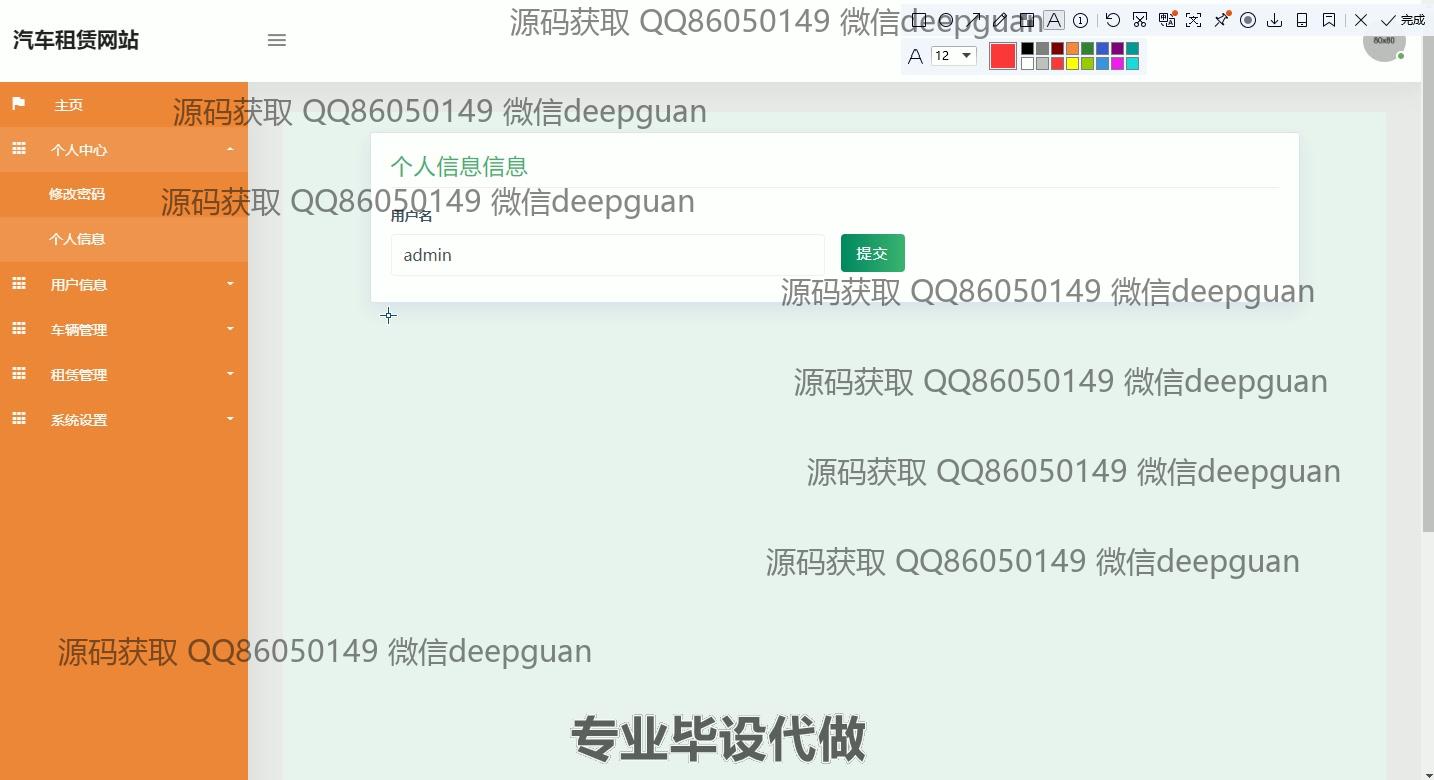 源码获取 QQ86050149 微信deepguan
完成
汽车租赁网站
80x80
12
主页
源码获取 QQ86050149 微信deepguan
个人中心
个人信息信息
修改密码
源码获取 QQ86050149 微信deepguan
用户名
个人信息
admin
提交
用户信息
源码获取 QQ86050149 微信deepguan
车辆管理
租赁管理
源码获取 QQ86050149 微信deepguan
系统设置
源码获取 QQ86050149 微信deepguan
源码获取 QQ86050149 微信deepguan
源码获取 QQ86050149 微信deepguan
专业毕设代做